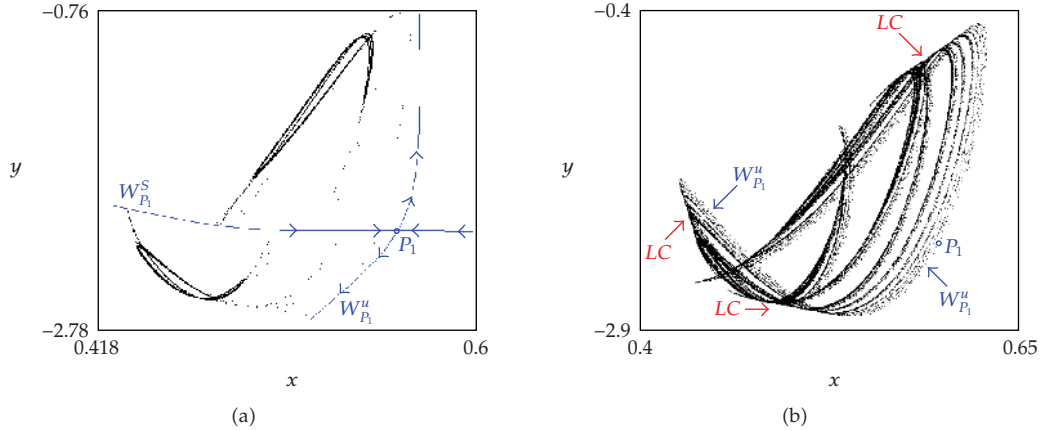 −0.76
y
W^S_{P_1}
P_1
W^u_{P_1}
−2.78
0.418
0.6
x
(a)
−0.4
LC
y
W^u_{P_1}
LC
P_1
W^u_{P_1}
LC
−2.9
0.4
0.65
x
(b)